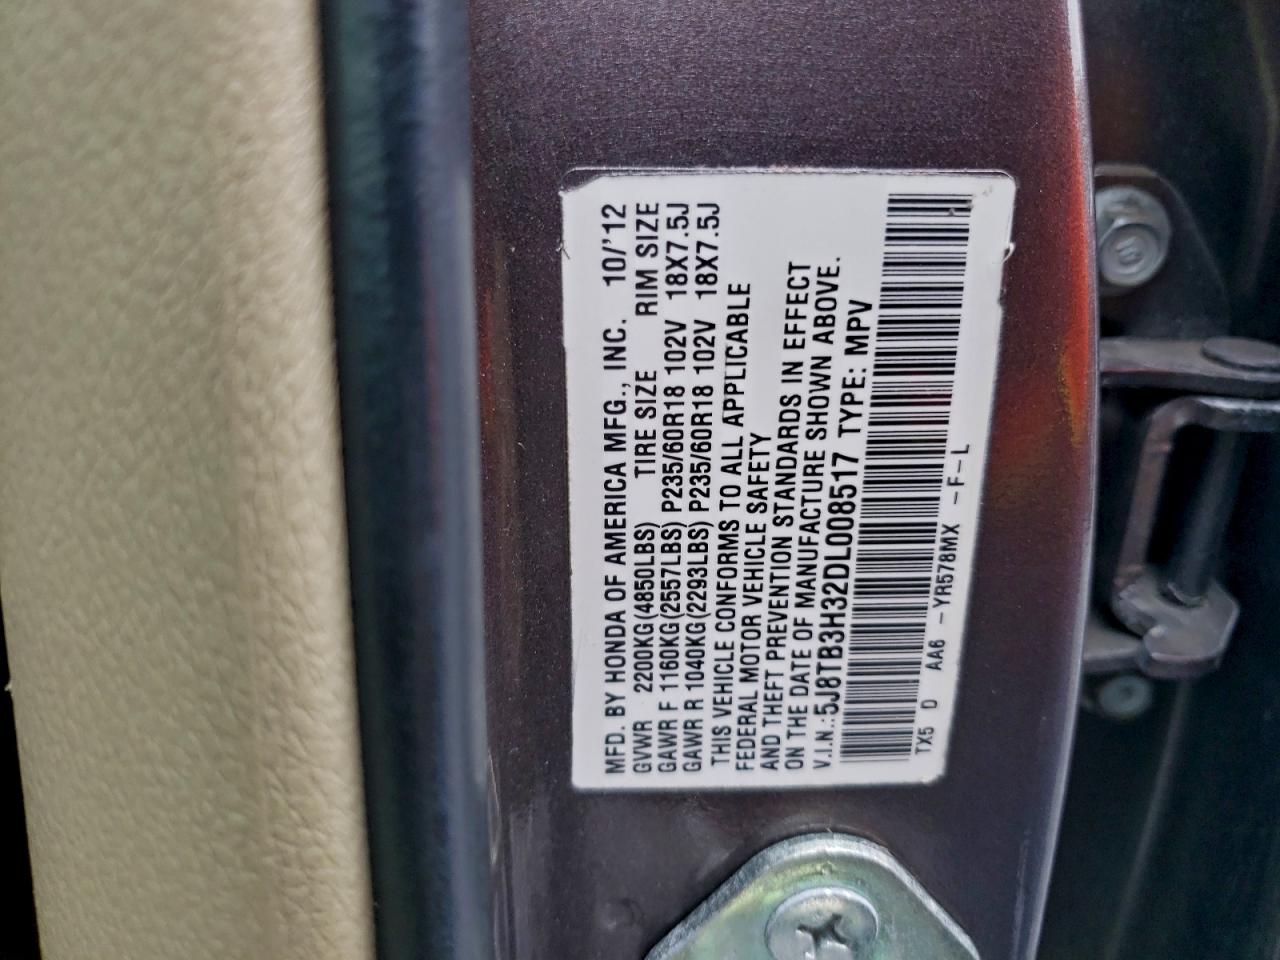 MFD. BY HONDA OF AMERICA MFG., INC. 10/'12
GVWR 2200KG(4850LBS) TIRE SIZE RIM SIZE
GAWR F 1160KG(2557LBS) P235/60R18 102V 18X7.5J
GAWR R 1040KG(2293LBS) P235/60R18 102V 18X7.5J
THIS VEHICLE CONFORMS TO ALL APPLICABLE
FEDERAL MOTOR VEHICLE SAFETY
AND THEFT PREVENTION STANDARDS IN EFFECT
ON THE DATE OF MANUFACTURE SHOWN ABOVE.
V.I.N.:5J8TB3H32DL008517 TYPE: MPV
TX5 D AA6 -YR578MX -F-L